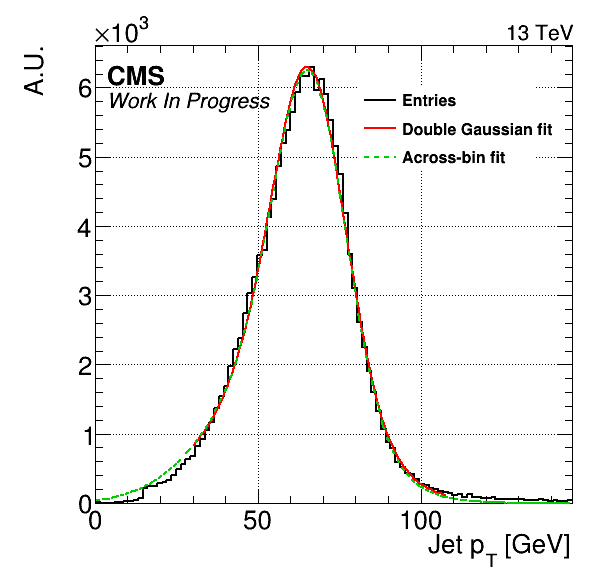 ×10³
13 TeV
A.U.
CMS
Work In Progress
Entries
Double Gaussian fit
Across-bin fit
6
5
4
3
2
1
0
0
50
100
Jet p_T [GeV]